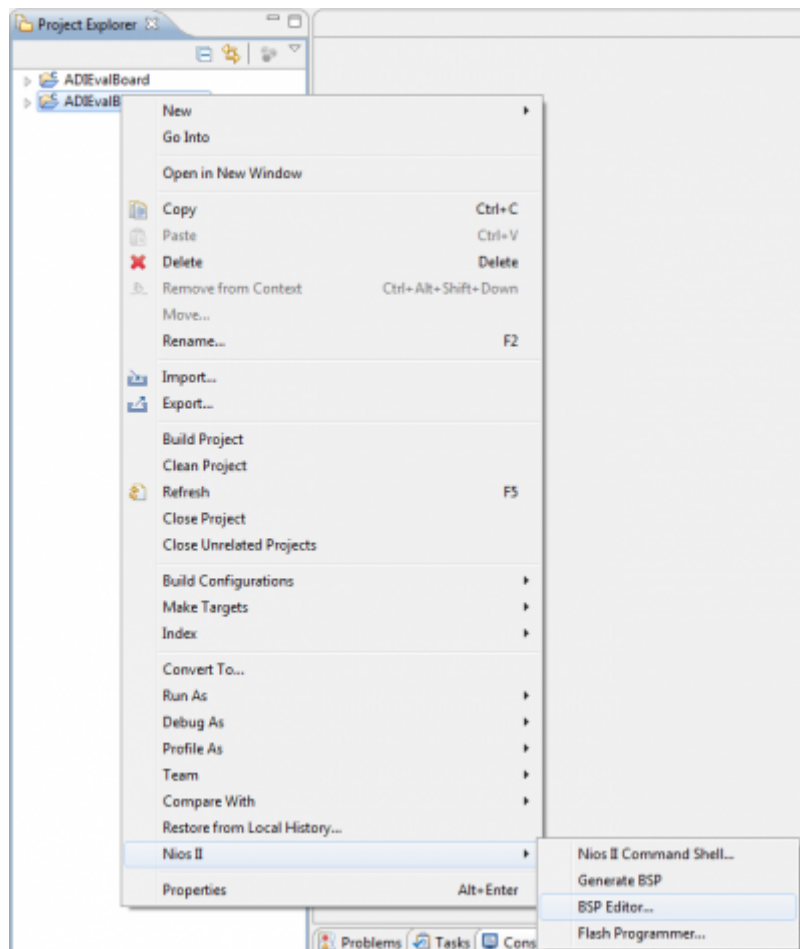 Project Explorer
ADIEvalBoard
ADIEvalB
New
Go Into
Open in New Window
Copy Ctrl+C
Paste Ctrl+V
Delete Delete
Remove from Context Ctrl+Alt+Shift+Down
Move...
Rename... F2
Import...
Export...
Build Project
Clean Project
Refresh F5
Close Project
Close Unrelated Projects
Build Configurations
Make Targets
Index
Convert To...
Run As
Debug As
Profile As
Team
Compare With
Restore from Local History...
Nios II
Nios II Command Shell...
Generate BSP
Properties Alt+Enter
BSP Editor...
Flash Programmer...
Problems Tasks Cons